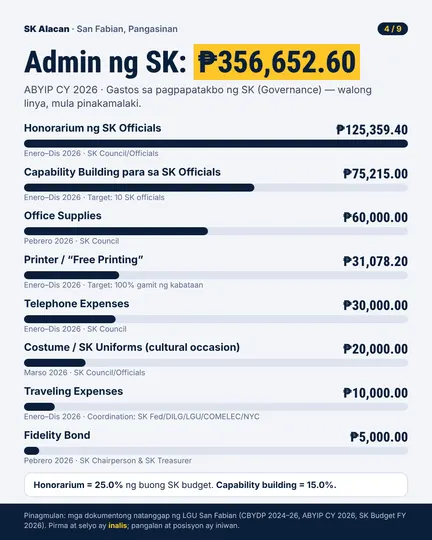 SK Alacan · San Fabian, Pangasinan
4 / 9
Admin ng SK: ₱356,652.60
ABYIP CY 2026 · Gastos sa pagpapatakbo ng SK (Governance) — walong
linya, mula pinakamalaki.
Honorarium ng SK Officials ₱125,359.40
Enero–Dis 2026 · SK Council/Officials
Capability Building para sa SK Officials ₱75,215.00
Enero–Dis 2026 · Target: 10 SK officials
Office Supplies ₱60,000.00
Pebrero 2026 · SK Council
Printer / “Free Printing” ₱31,078.20
Enero–Dis 2026 · Target: 100% gamit ng kabataan
Telephone Expenses ₱30,000.00
Enero–Dis 2026 · SK Council
Costume / SK Uniforms (cultural occasion) ₱20,000.00
Marso 2026 · SK Council/Officials
Traveling Expenses ₱10,000.00
Enero–Dis 2026 · Coordination: SK Fed/DILG/LGU/COMELEC/NYC
Fidelity Bond ₱5,000.00
Pebrero 2026 · SK Chairperson & SK Treasurer
Honorarium = 25.0% ng buong SK budget. Capability building = 15.0%.
Pinagmulan: mga dokumentong natanggap ng LGU San Fabian (CBYDP 2024–26, ABYIP CY 2026, SK Budget FY
2026). Pirma at selyo ay inalis; pangalan at posisyon ay iniwan.